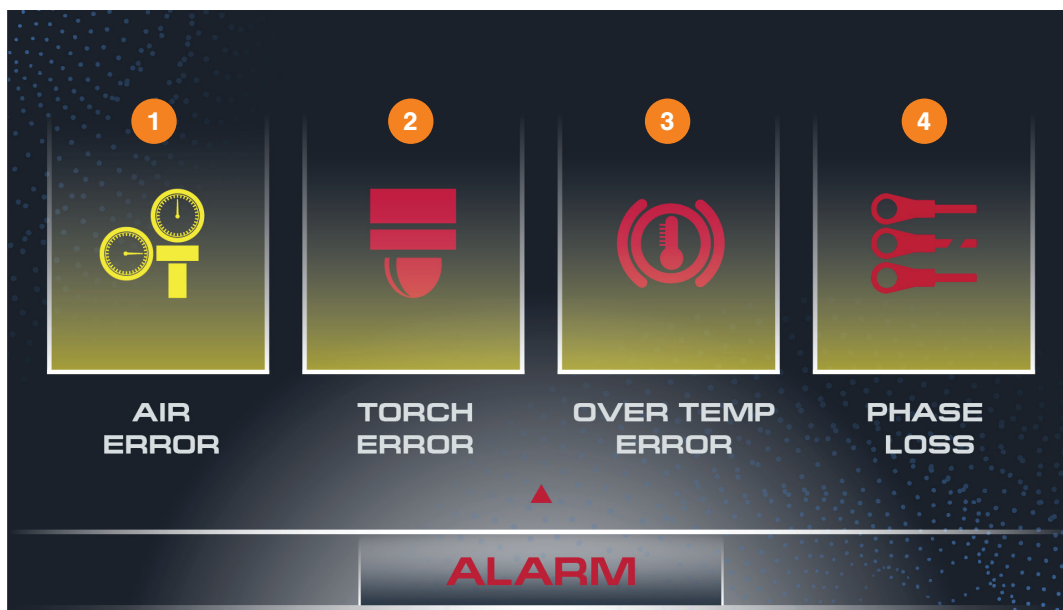 1
2
3
4
AIR
ERROR
TORCH
ERROR
OVER TEMP
ERROR
PHASE
LOSS
ALARM